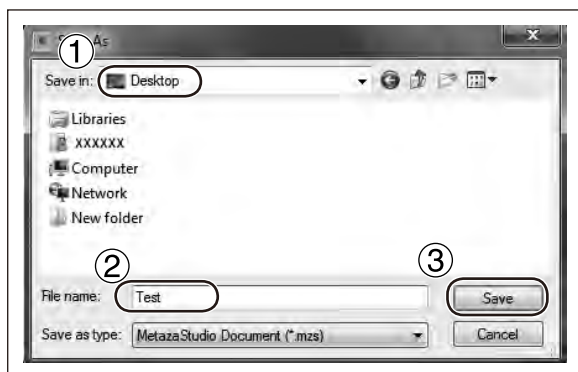 As
①
Save in: Desktop
Libraries
xxxxxx
Computer
Network
New folder
② ③
File name: Test Save
Save as type: MetazaStudio Document (*.mzs) Cancel